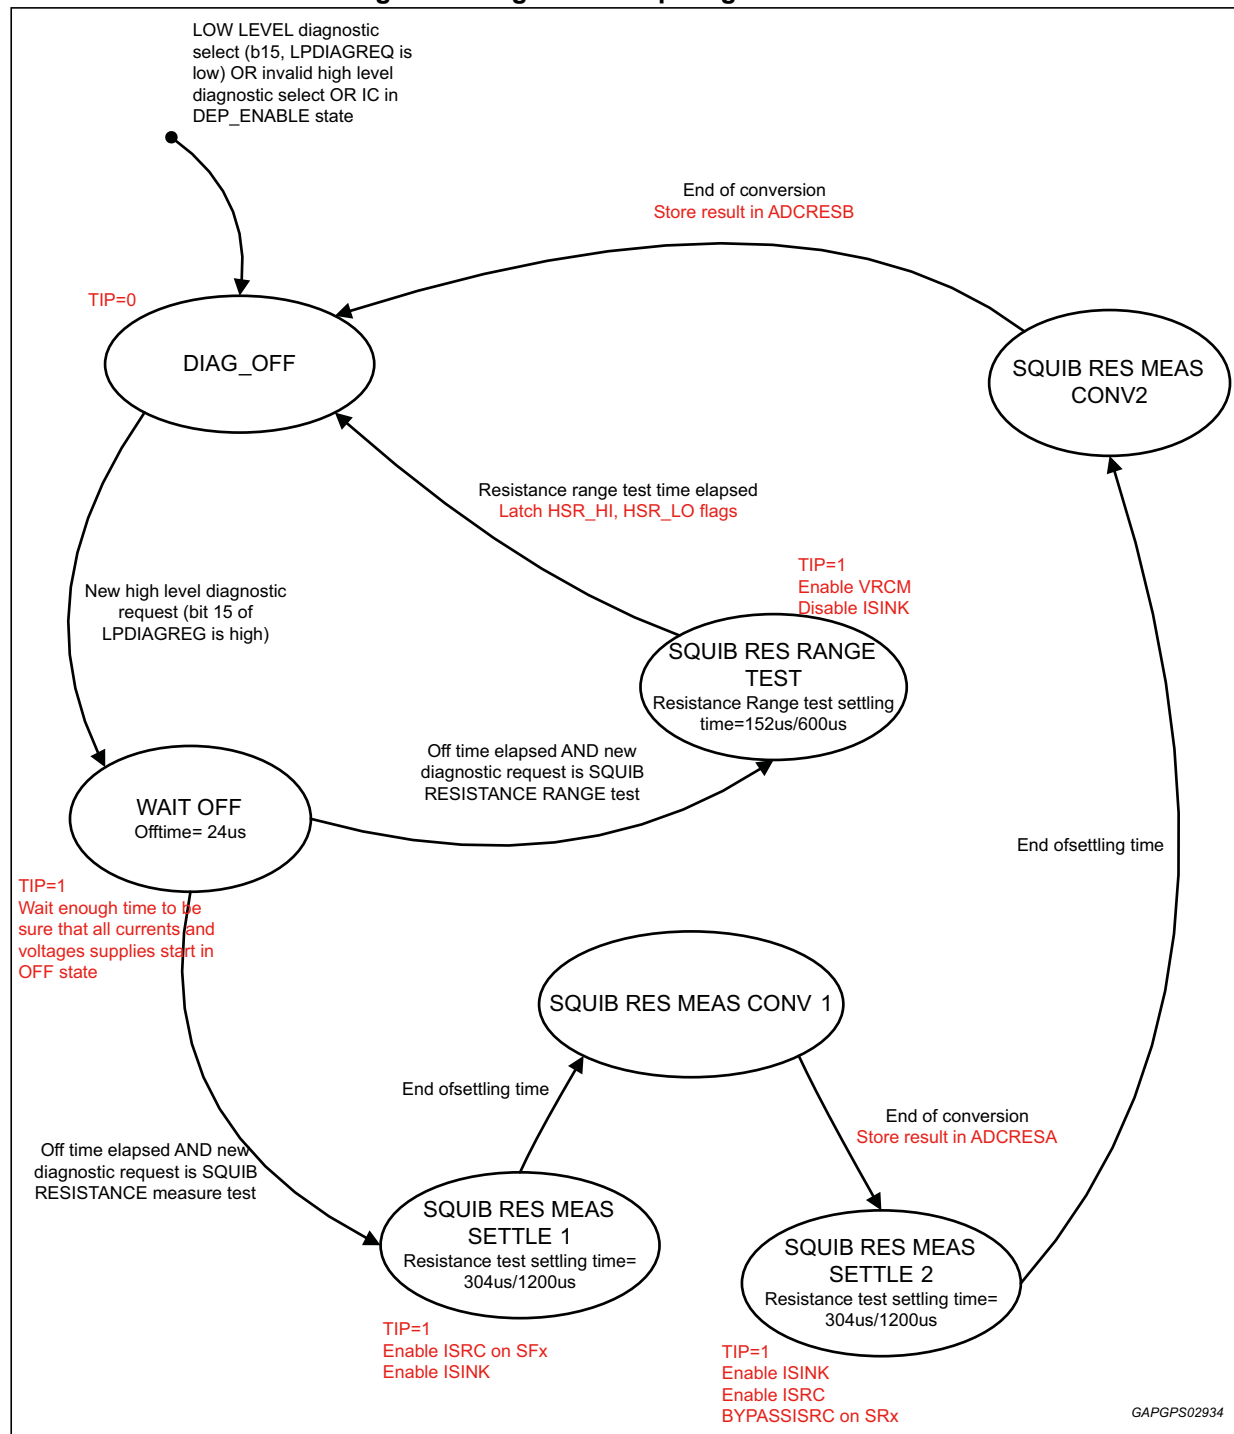 LOW LEVEL diagnostic
select (b15, LPDIAGREQ is
low) OR invalid high level
diagnostic select OR IC in
DEP_ENABLE state
End of conversion
Store result in ADCRESB
TIP=0
DIAG_OFF
SQUIB RES MEAS
CONV2
Resistance range test time elapsed
Latch HSR_HI, HSR_LO flags
TIP=1
Enable VRCM
Disable ISINK
New high level diagnostic
request (bit 15 of
LPDIAGREG is high)
SQUIB RES RANGE
TEST
Resistance Range test settling
time=152us/600us
Off time elapsed AND new
diagnostic request is SQUIB
RESISTANCE RANGE test
WAIT OFF
Offtime= 24us
End ofsettling time
TIP=1
Wait enough time to be
sure that all currents and
voltages supplies start in
OFF state
SQUIB RES MEAS CONV 1
End ofsettling time
End of conversion
Store result in ADCRESA
Off time elapsed AND new
diagnostic request is SQUIB
RESISTANCE measure test
SQUIB RES MEAS
SETTLE 1
Resistance test settling time=
304us/1200us
SQUIB RES MEAS
SETTLE 2
Resistance test settling time=
304us/1200us
TIP=1
Enable ISRC on SFx
Enable ISINK
TIP=1
Enable ISINK
Enable ISRC
BYPASSISRC on SRx
GAPGPS02934